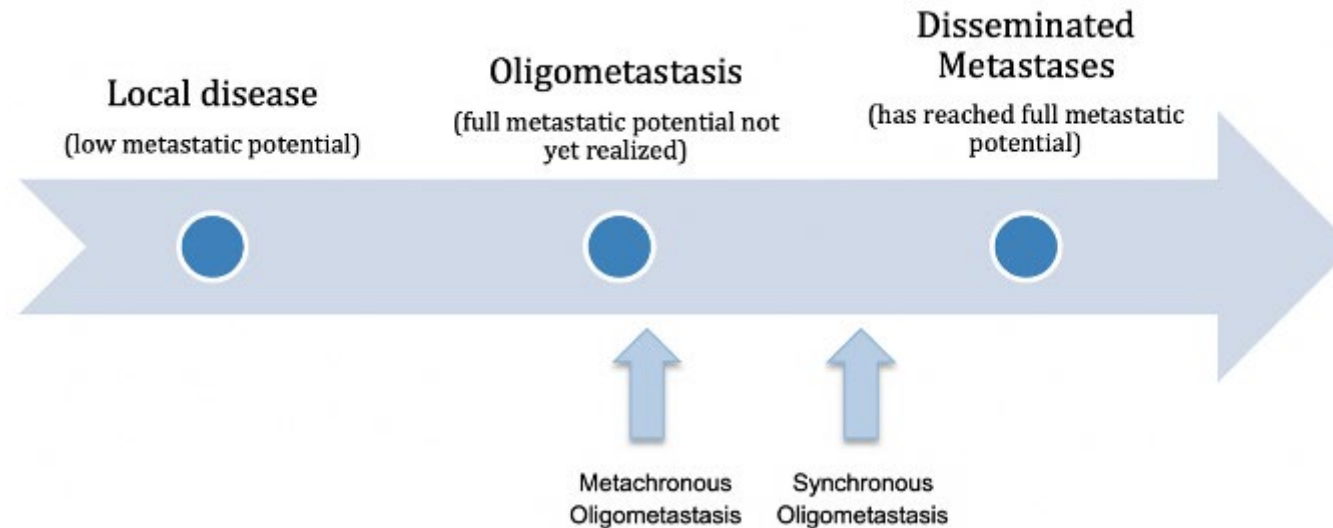 Local disease
(low metastatic potential)
Oligometastasis
(full metastatic potential not
yet realized)
Disseminated
Metastases
(has reached full metastatic
potential)
Metachronous
Oligometastasis
Synchronous
Oligometastasis